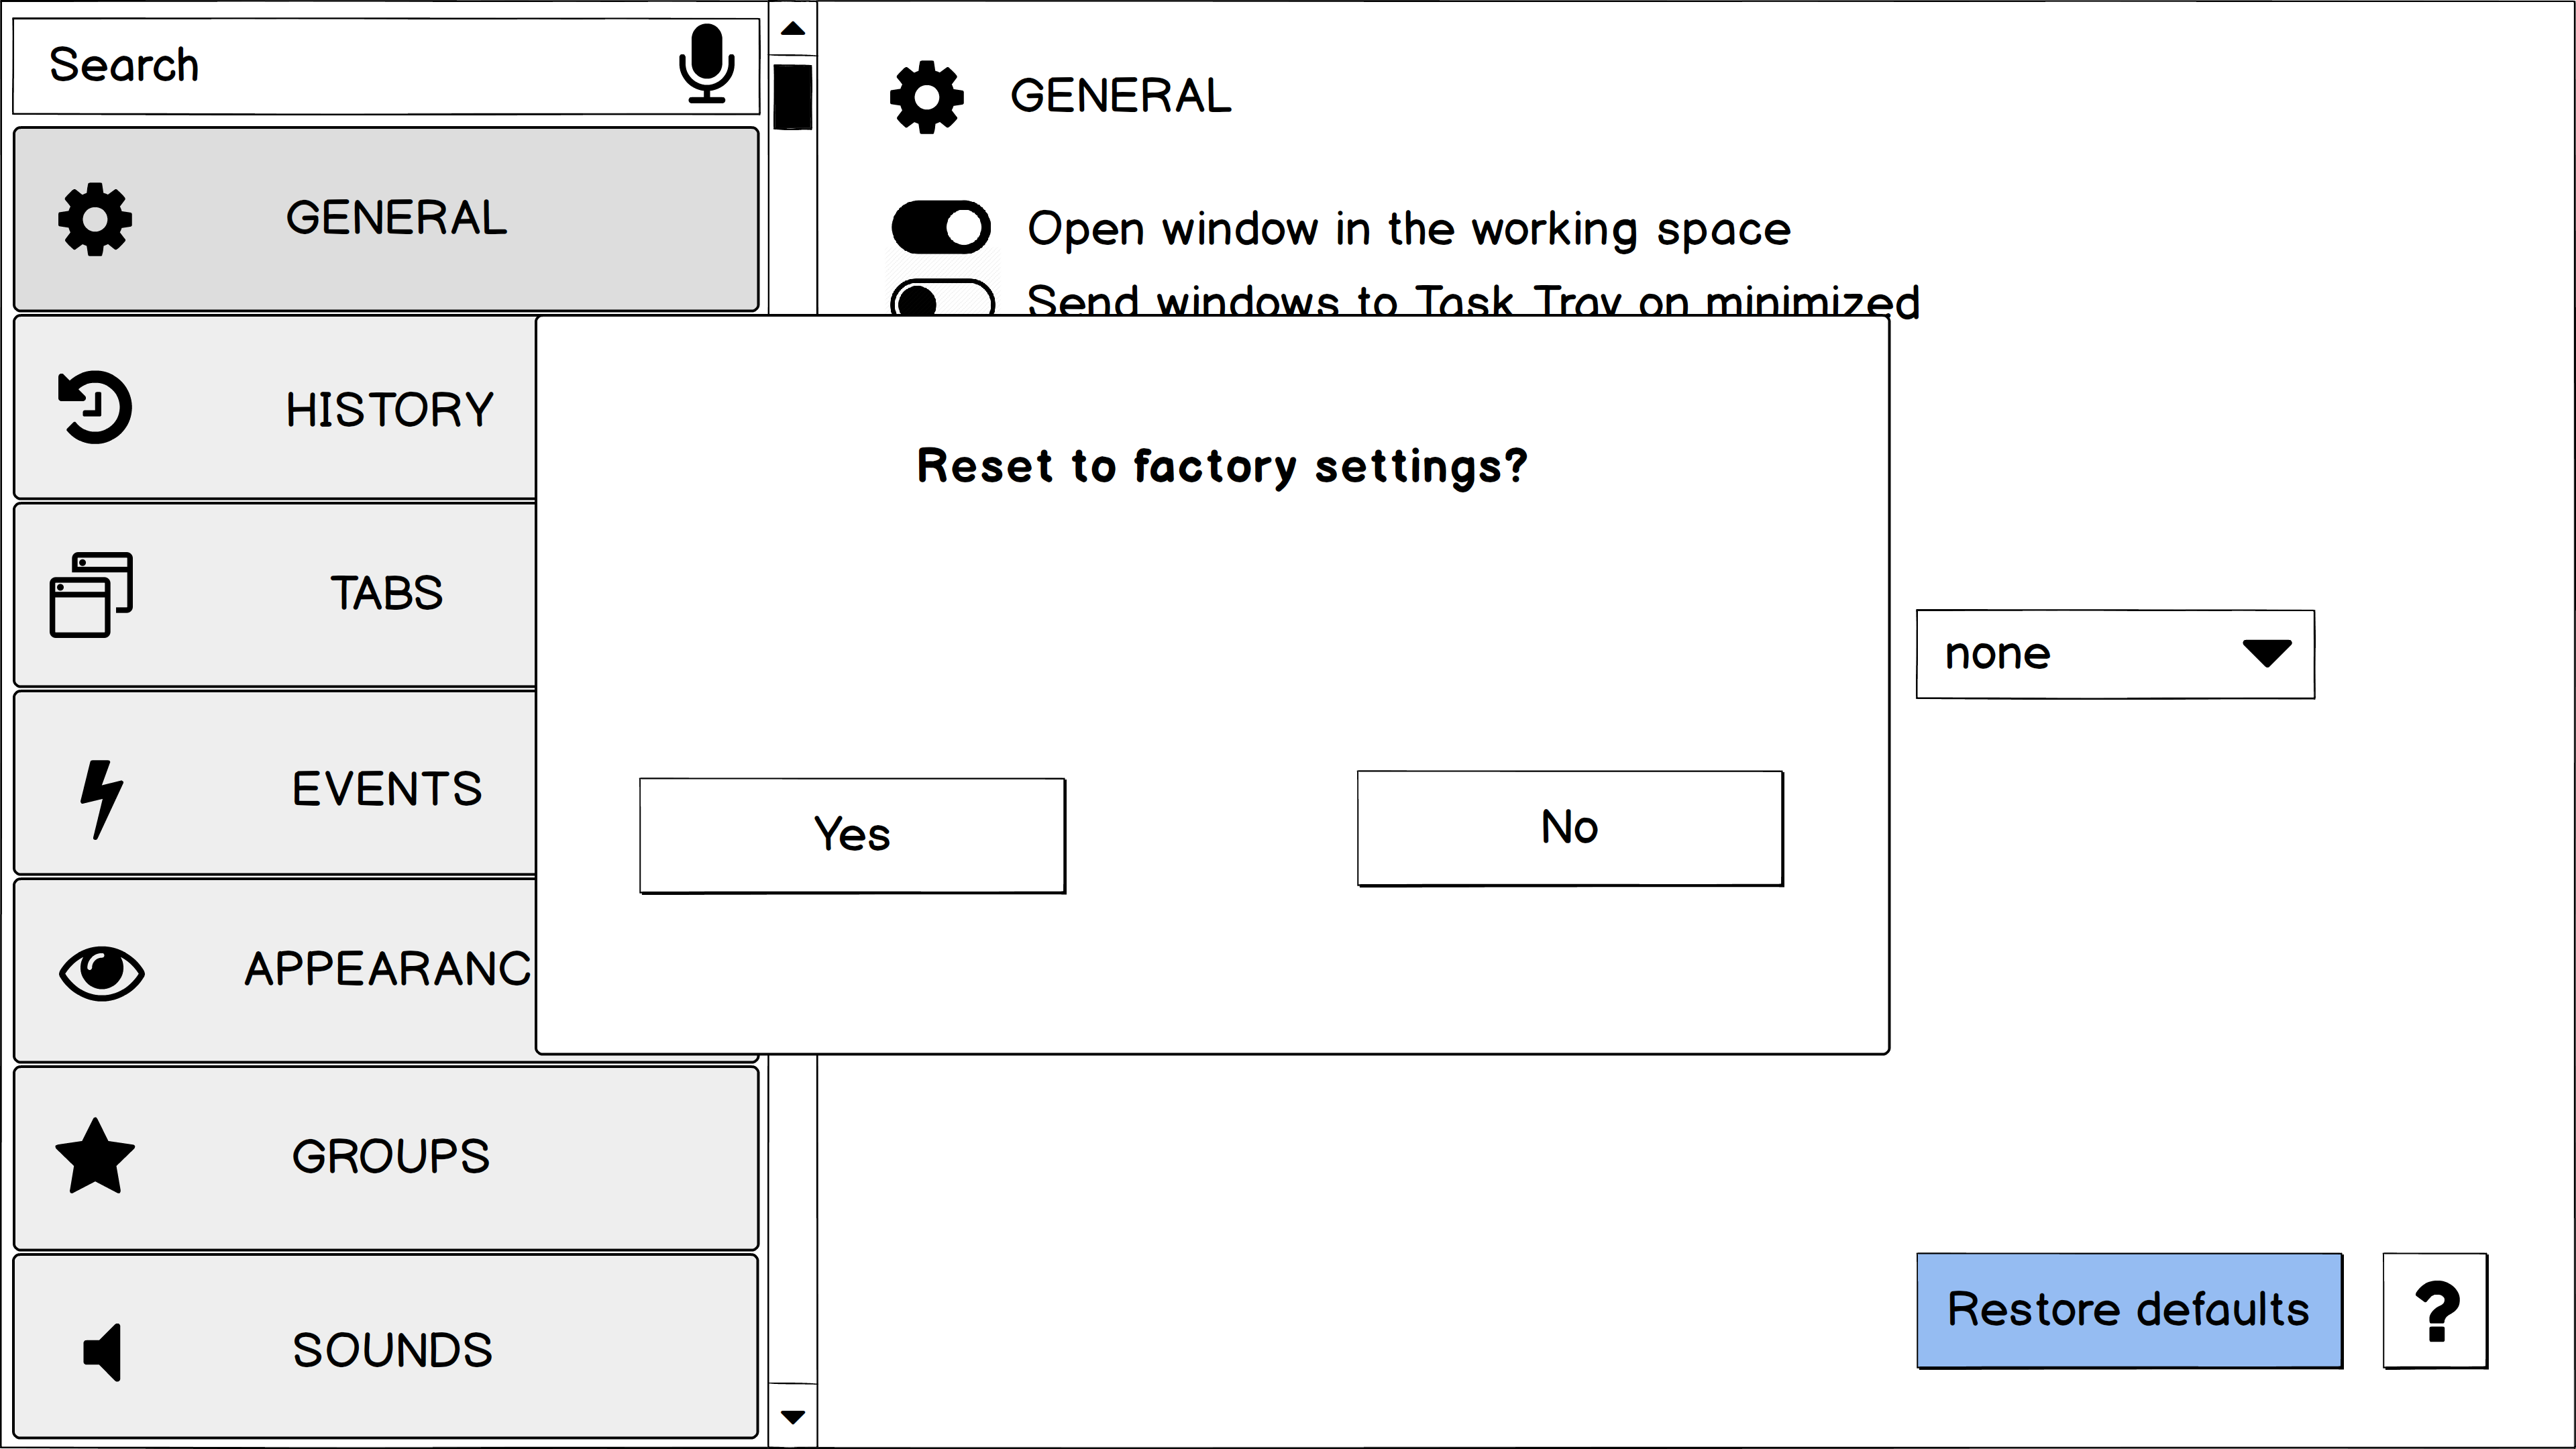 Search
GENERAL
HISTORY
TABS
EVENTS
APPEARANC
GROUPS
SOUNDS
GENERAL
Open window in the working space
Send windows to Task Tray on minimized
Reset to factory settings?
Yes
No
none
Restore defaults
?